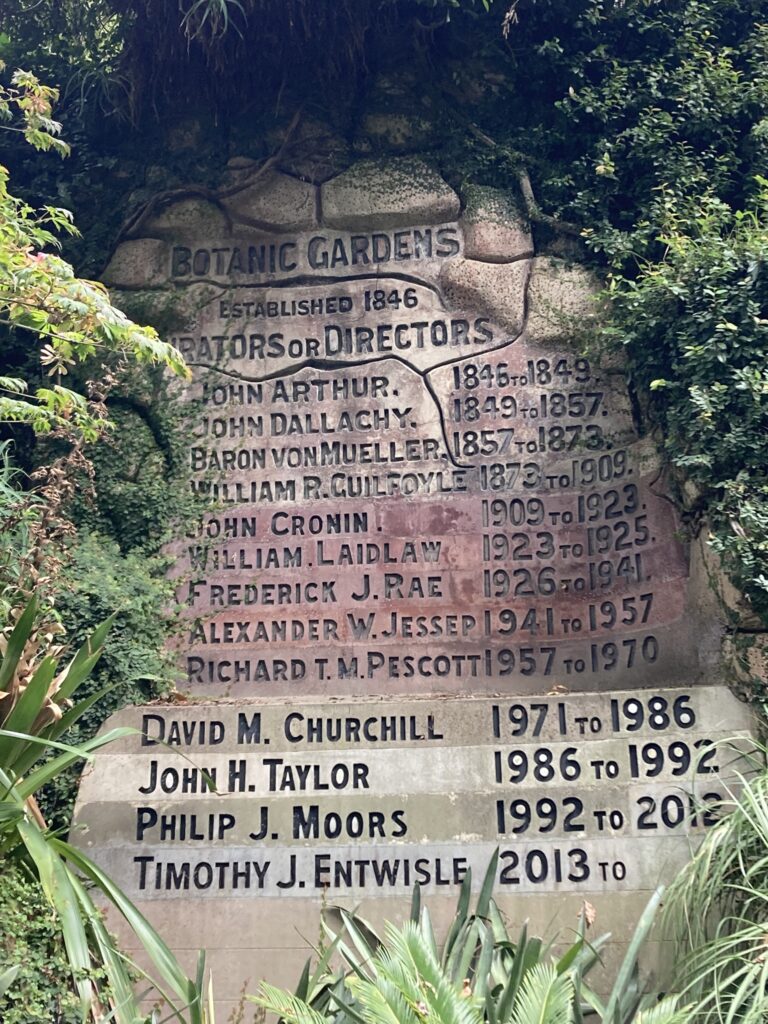 BOTANIC GARDENS
ESTABLISHED 1846
RATORS OR DIRECTORS
JOHN ARTHUR. 1846 TO 1849.
JOHN DALLACHY. 1849 TO 1857.
BARON VON MUELLER. 1857 TO 1873.
WILLIAM R. GUILFOYLE 1873 TO 1909.
JOHN CRONIN. 1909 TO 1923.
WILLIAM. LAIDLAW 1923 TO 1925.
FREDERICK J. RAE 1926 TO 1941.
ALEXANDER W. JESSEP 1941 TO 1957
RICHARD T. M. PESCOTT 1957 TO 1970
DAVID M. CHURCHILL 1971 TO 1986
JOHN H. TAYLOR 1986 TO 1992
PHILIP J. MOORS 1992 TO 2012
TIMOTHY J. ENTWISLE 2013 TO